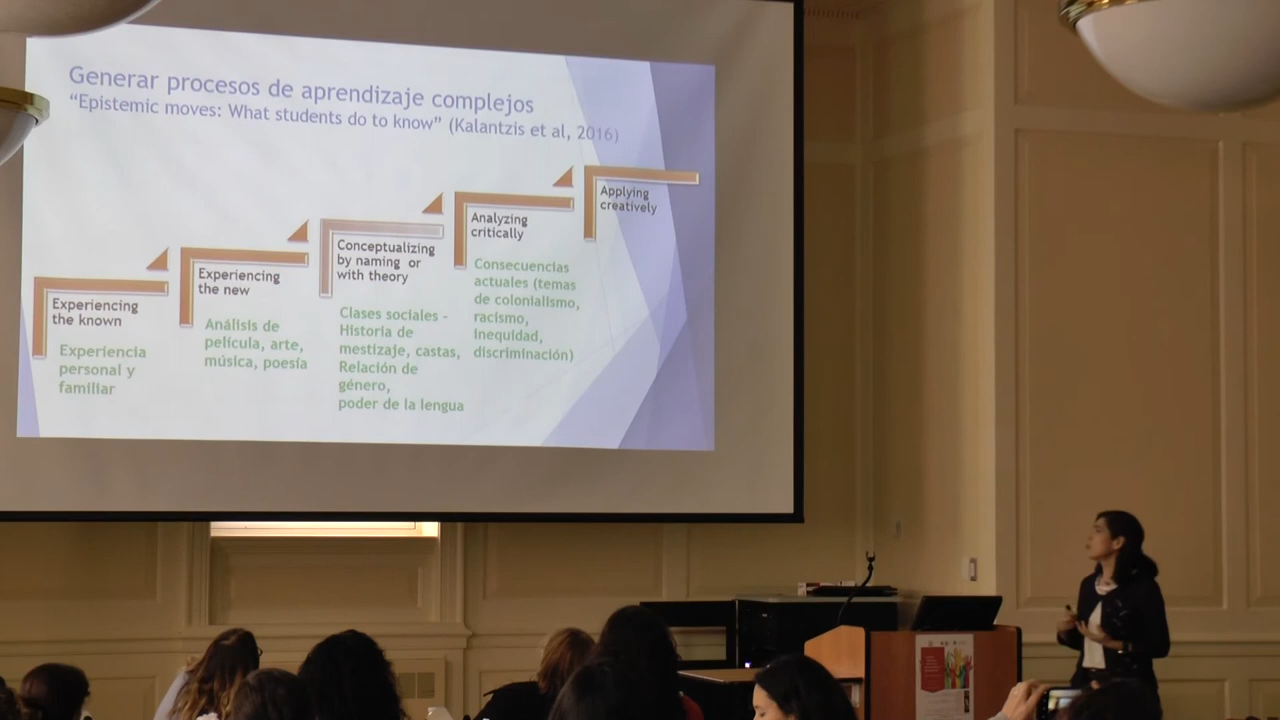 Generar procesos de aprendizaje complejos
“Epistemic moves: What students do to know” (Kalantzis et al, 2016)
Experiencing
the known
Experiencia
personal y
familiar
Experiencing
the new
Análisis de
película, arte,
música, poesía
Conceptualizing
by naming or
with theory
Clases sociales -
Historia de
mestizaje, castas,
Relación de
género,
poder de la lengua
Analyzing
critically
Consecuencias
actuales (temas
de colonialismo,
racismo,
inequidad,
discriminación)
Applying
creatively